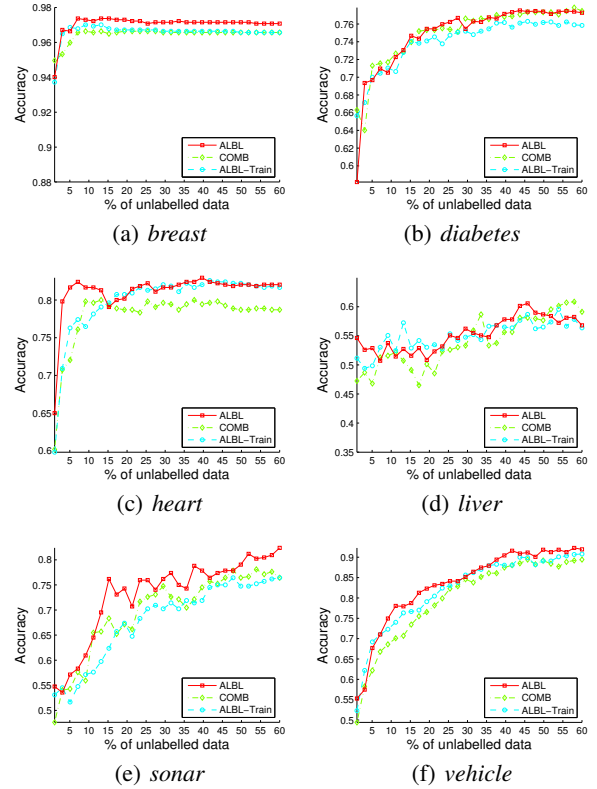 0.98
0.96
0.94
0.92
0.9
0.88
Accuracy
ALBL
COMB
ALBL-Train
5 10 15 20 25 30 35 40 45 50 55 60
% of unlabelled data
(a) breast
0.76
0.74
0.72
0.7
0.68
0.66
0.64
0.62
0.6
Accuracy
ALBL
COMB
ALBL-Train
5 10 15 20 25 30 35 40 45 50 55 60
% of unlabelled data
(b) diabetes
0.8
0.75
0.7
0.65
0.6
Accuracy
ALBL
COMB
ALBL-Train
5 10 15 20 25 30 35 40 45 50 55 60
% of unlabelled data
(c) heart
0.6
0.55
0.5
0.45
0.4
0.35
Accuracy
ALBL
COMB
ALBL-Train
5 10 15 20 25 30 35 40 45 50 55 60
% of unlabelled data
(d) liver
0.8
0.75
0.7
0.65
0.6
0.55
0.5
Accuracy
ALBL
COMB
ALBL-Train
5 10 15 20 25 30 35 40 45 50 55 60
% of unlabelled data
(e) sonar
0.9
0.85
0.8
0.75
0.7
0.65
0.6
0.55
0.5
Accuracy
ALBL
COMB
ALBL-Train
5 10 15 20 25 30 35 40 45 50 55 60
% of unlabelled data
(f) vehicle